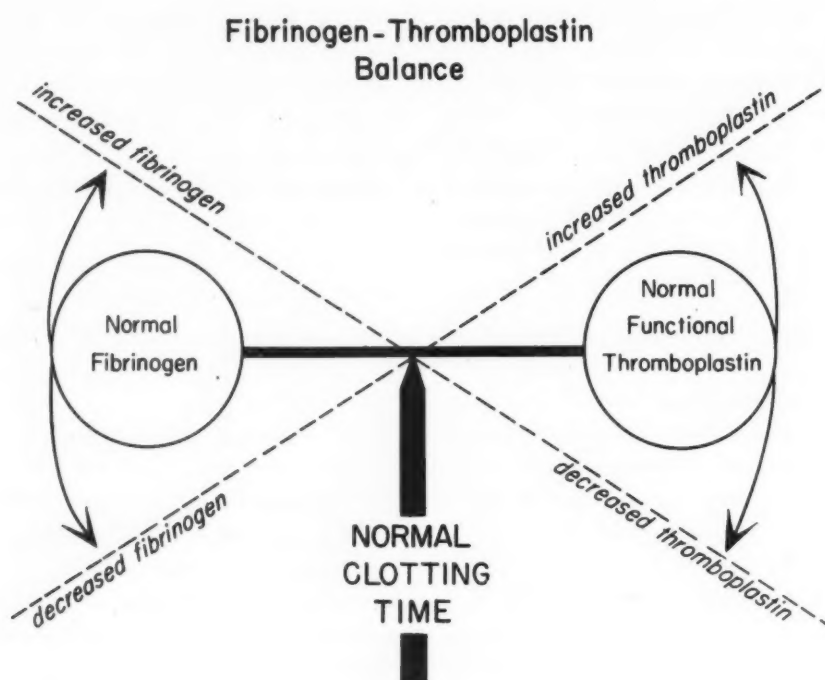 Fibrinogen-Thromboplastin
Balance
increased fibrinogen
increased thromboplastin
Normal
Fibrinogen
Normal
Functional
Thromboplastin
decreased fibrinogen
decreased thromboplastin
NORMAL
CLOTTING
TIME